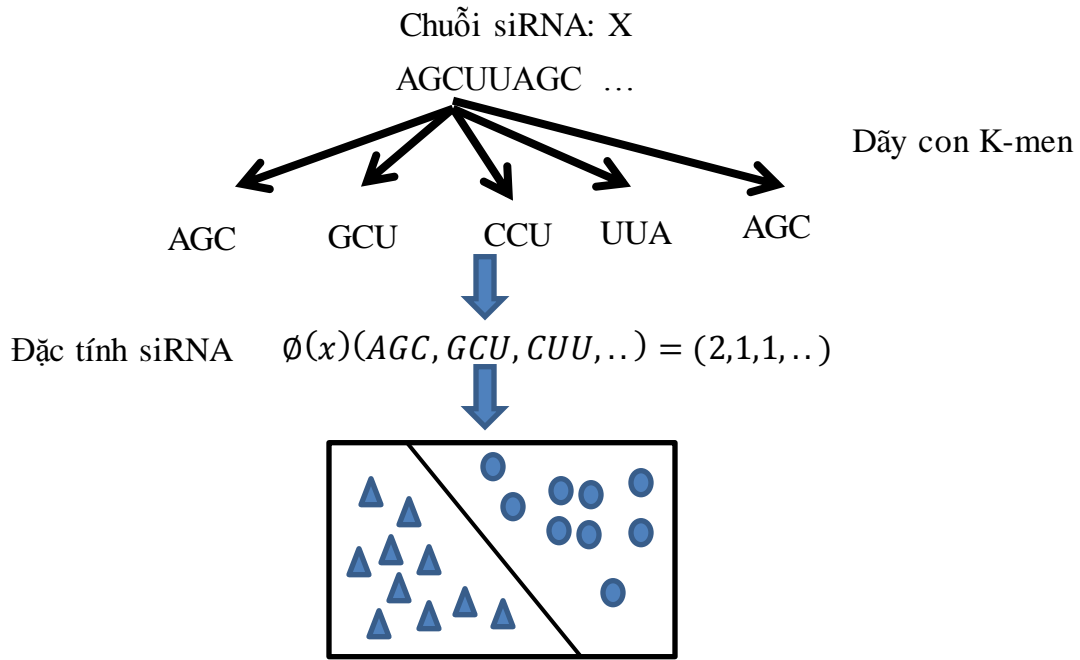 Chuỗi siRNA: X
AGCUUAGC …
Dãy con K-men
AGC GCU CCU UUA AGC
Đặc tính siRNA ∅(x)(AGC, GCU, CUU, . . ) = (2,1,1, . . )